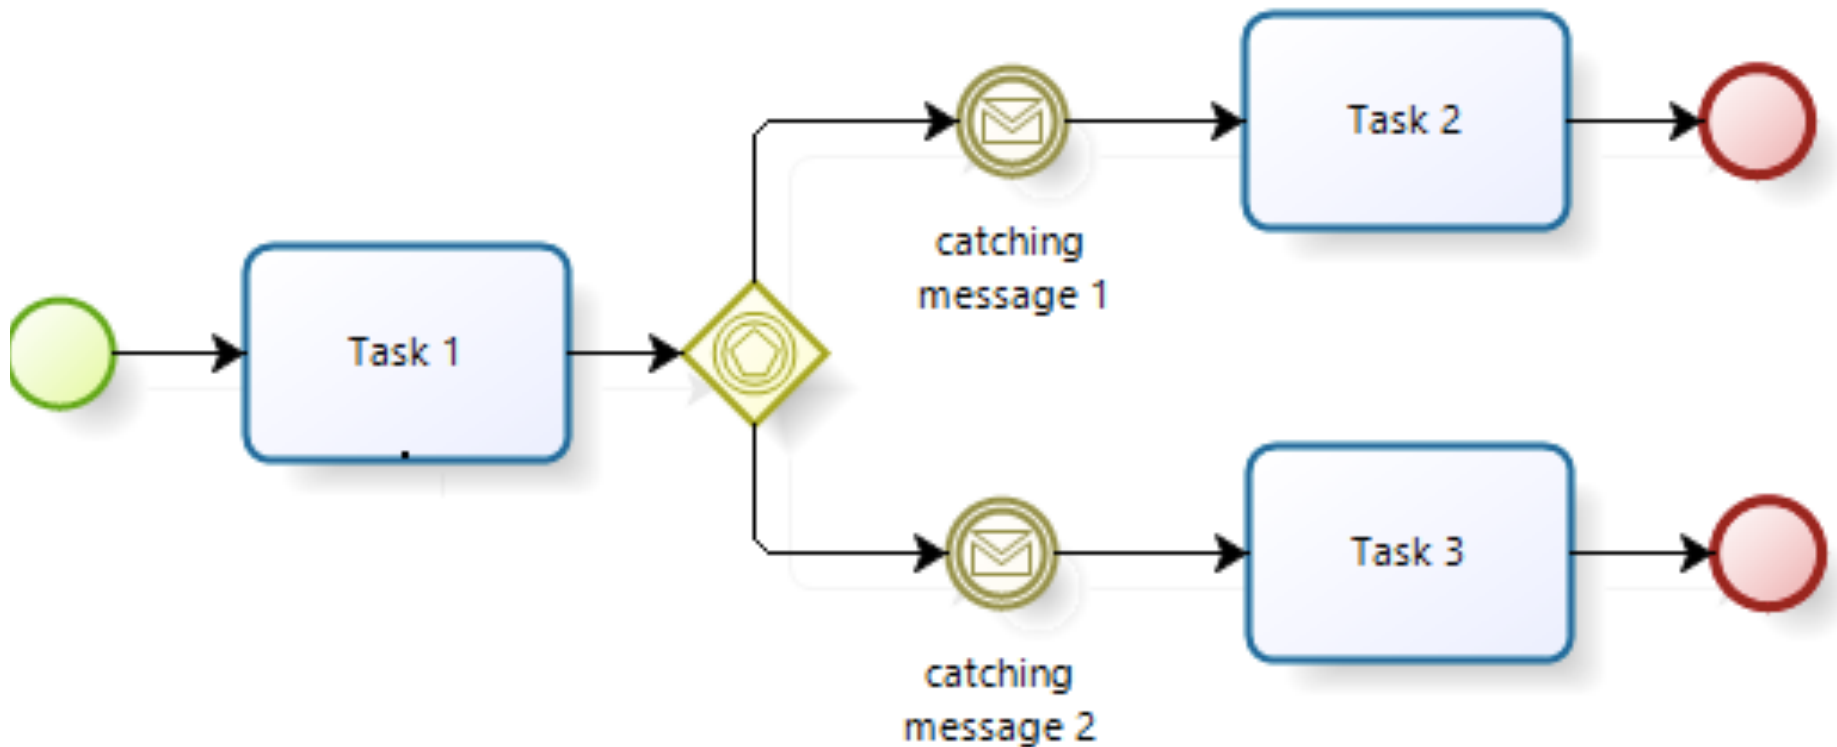 Task 2
catching
message 1
Task 1
Task 3
catching
message 2